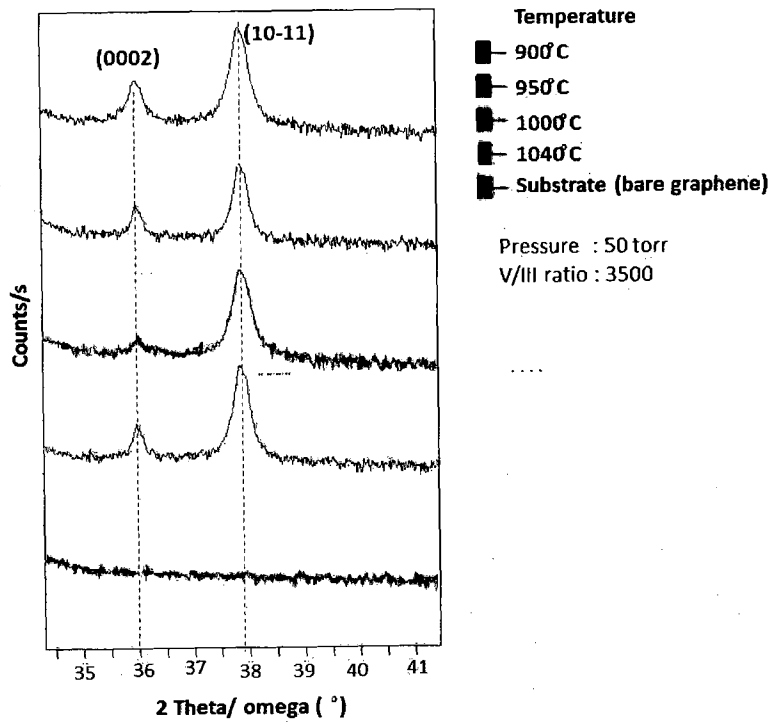 (0002)
(10-11)
Counts/s
35 36 37 38 39 40 41
2 Theta/ omega ( °)
Temperature
900°C
950°C
1000°C
1040°C
Substrate (bare graphene)
Pressure : 50 torr
V/III ratio : 3500